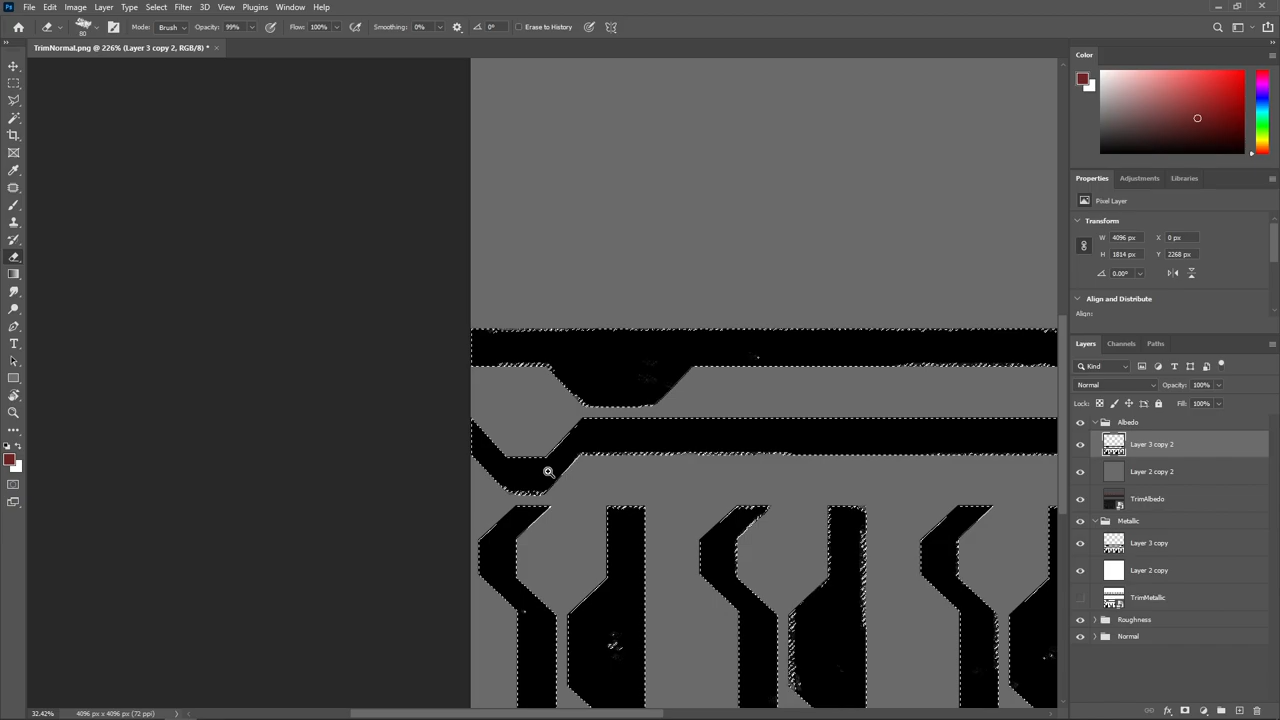 Ps File Edit Image Layer Type Select Filter 3D View Plugins Window Help
80 Mode: Brush Opacity: 99% Flow: 100% Smoothing: 0% 0° Erase to History
TrimNormal.png @ 226% (Layer 3 copy 2, RGB/8) * ×
Color
Properties Adjustments Libraries
Pixel Layer
Transform
W 4096 px X 0 px
H 1814 px Y 2268 px
0.00°
Align and Distribute
Align:
Layers Channels Paths
Kind
Normal Opacity: 100%
Lock: Fill: 100%
Albedo
Layer 3 copy 2
Layer 2 copy 2
TrimAlbedo
Metallic
Layer 3 copy
Layer 2 copy
TrimMetallic
Roughness
Normal
32.42% 4096 px x 4096 px (72 ppi)